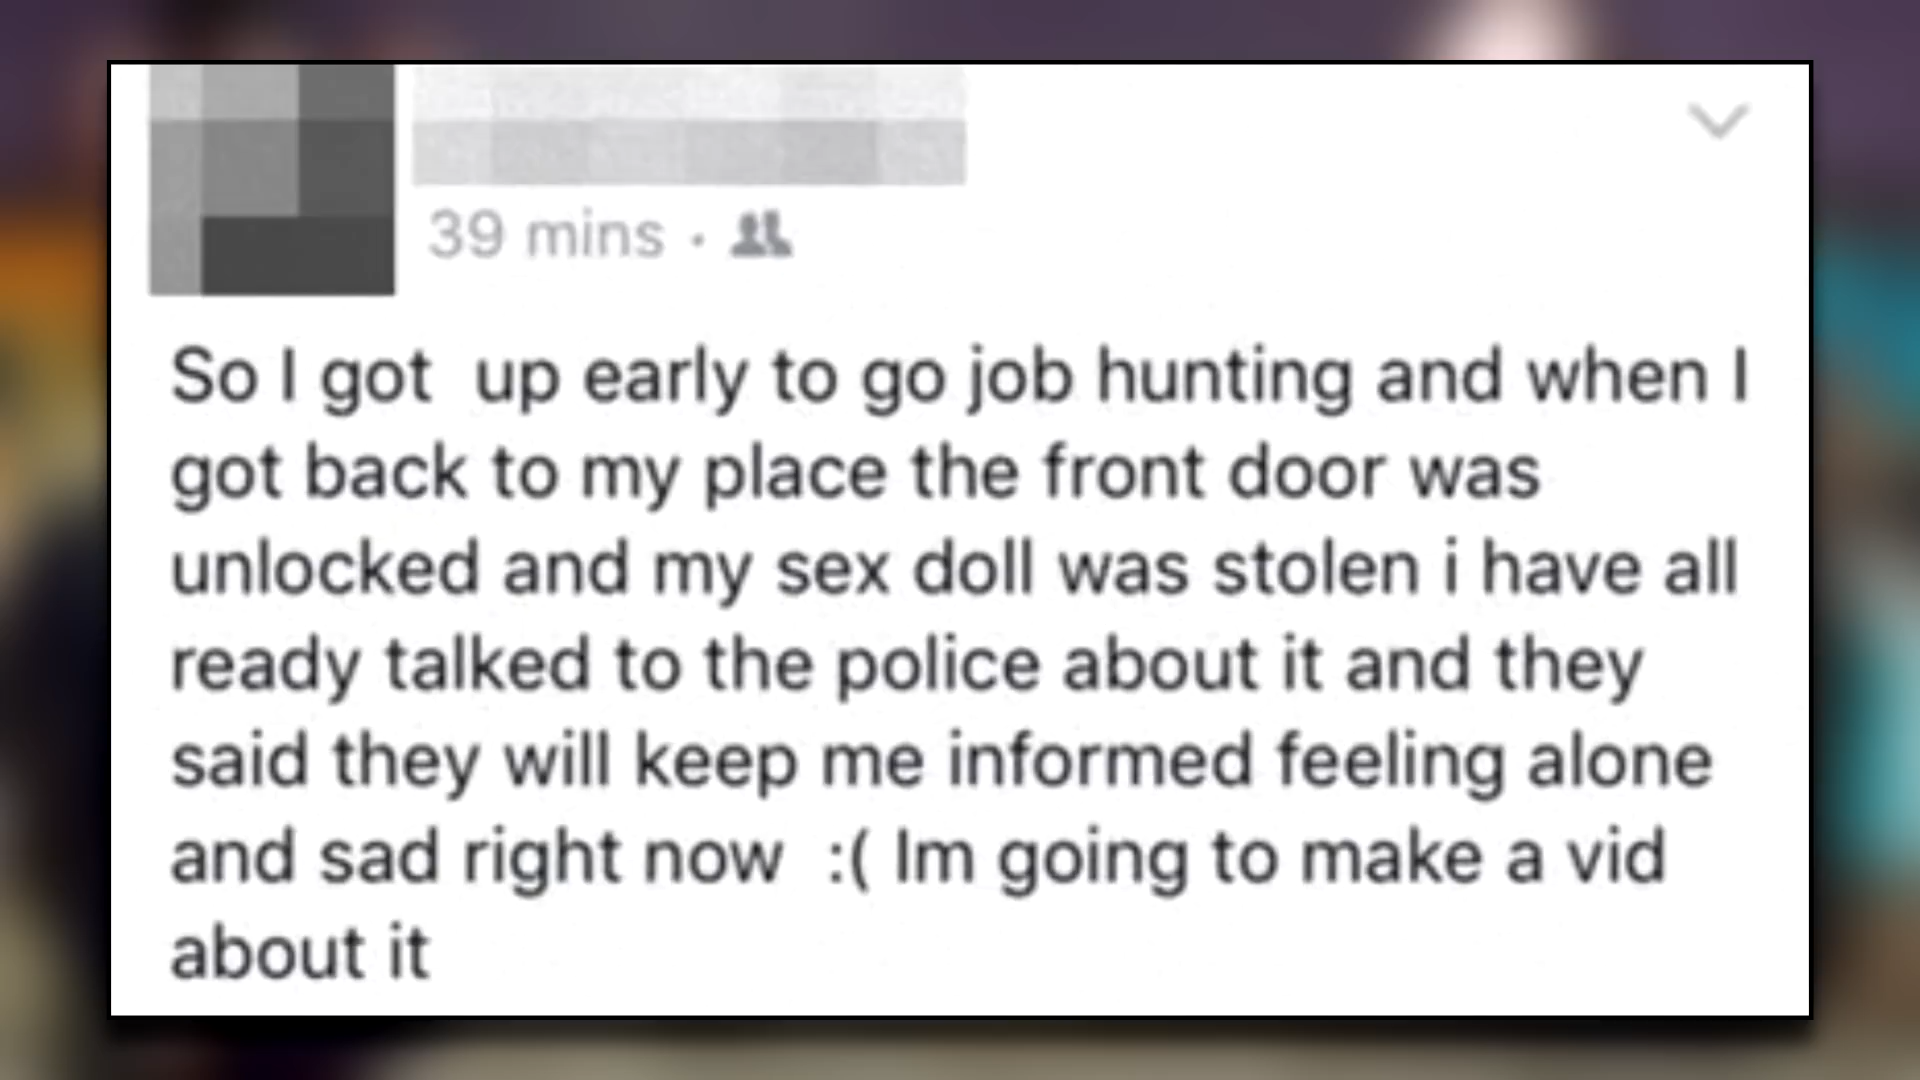 39 mins ·
So I got  up early to go job hunting and when I
got back to my place the front door was
unlocked and my sex doll was stolen i have all
ready talked to the police about it and they
said they will keep me informed feeling alone
and sad right now  :( Im going to make a vid
about it